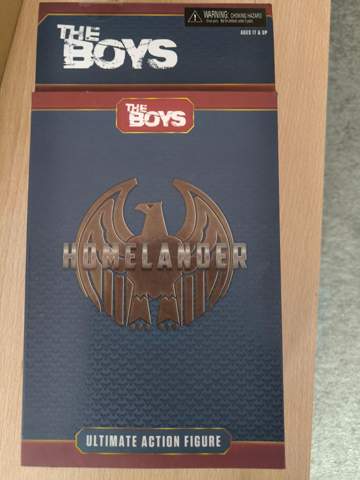 THE
BOYS
WARNING: CHOKING HAZARD
AGES 17 & UP
THE
BOYS
HOMELANDER
ULTIMATE ACTION FIGURE